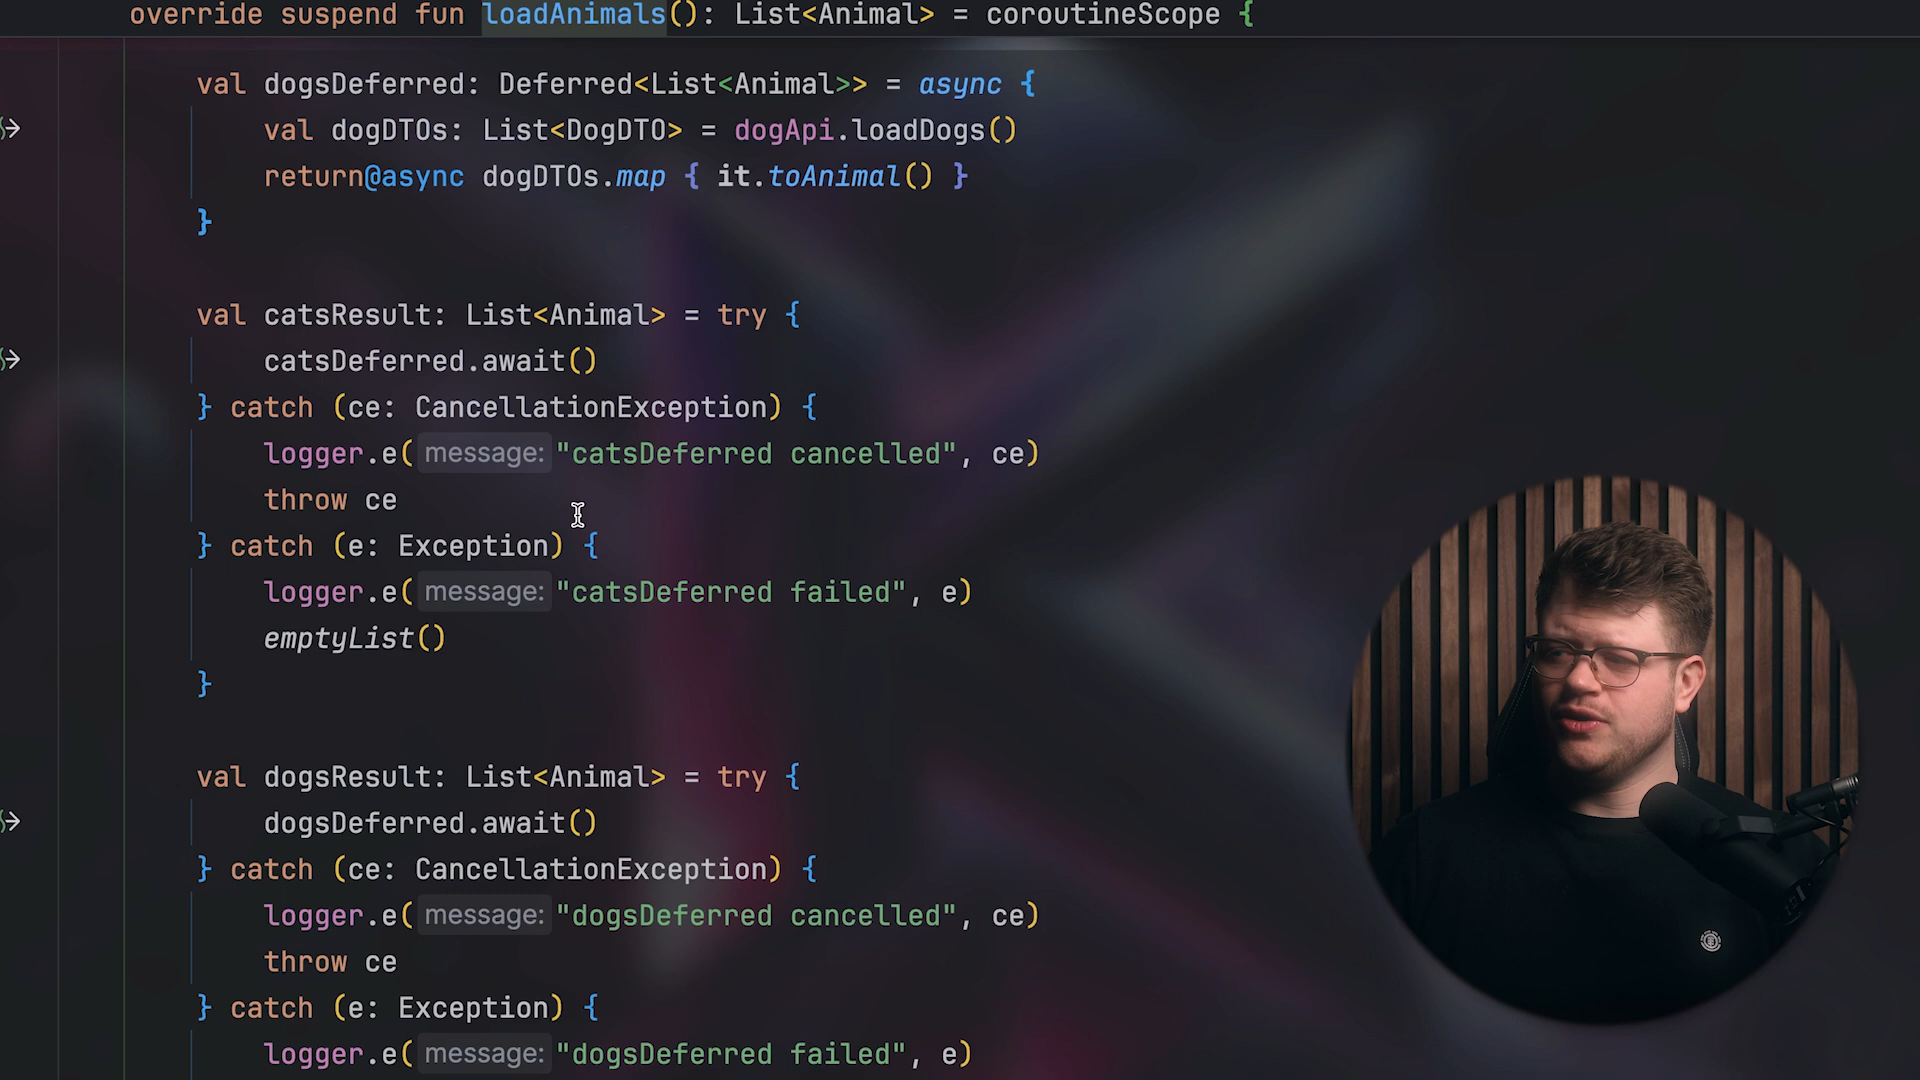 override suspend fun loadAnimals(): List<Animal> = coroutineScope {
val dogsDeferred: Deferred<List<Animal>> = async {
val dogDTOs: List<DogDTO> = dogApi.loadDogs()
return@async dogDTOs.map { it.toAnimal() }
}
val catsResult: List<Animal> = try {
catsDeferred.await()
} catch (ce: CancellationException) {
logger.e( message: "catsDeferred cancelled", ce)
throw ce
} catch (e: Exception) {
logger.e( message: "catsDeferred failed", e)
emptyList()
}
val dogsResult: List<Animal> = try {
dogsDeferred.await()
} catch (ce: CancellationException) {
logger.e( message: "dogsDeferred cancelled", ce)
throw ce
} catch (e: Exception) {
logger.e( message: "dogsDeferred failed", e)